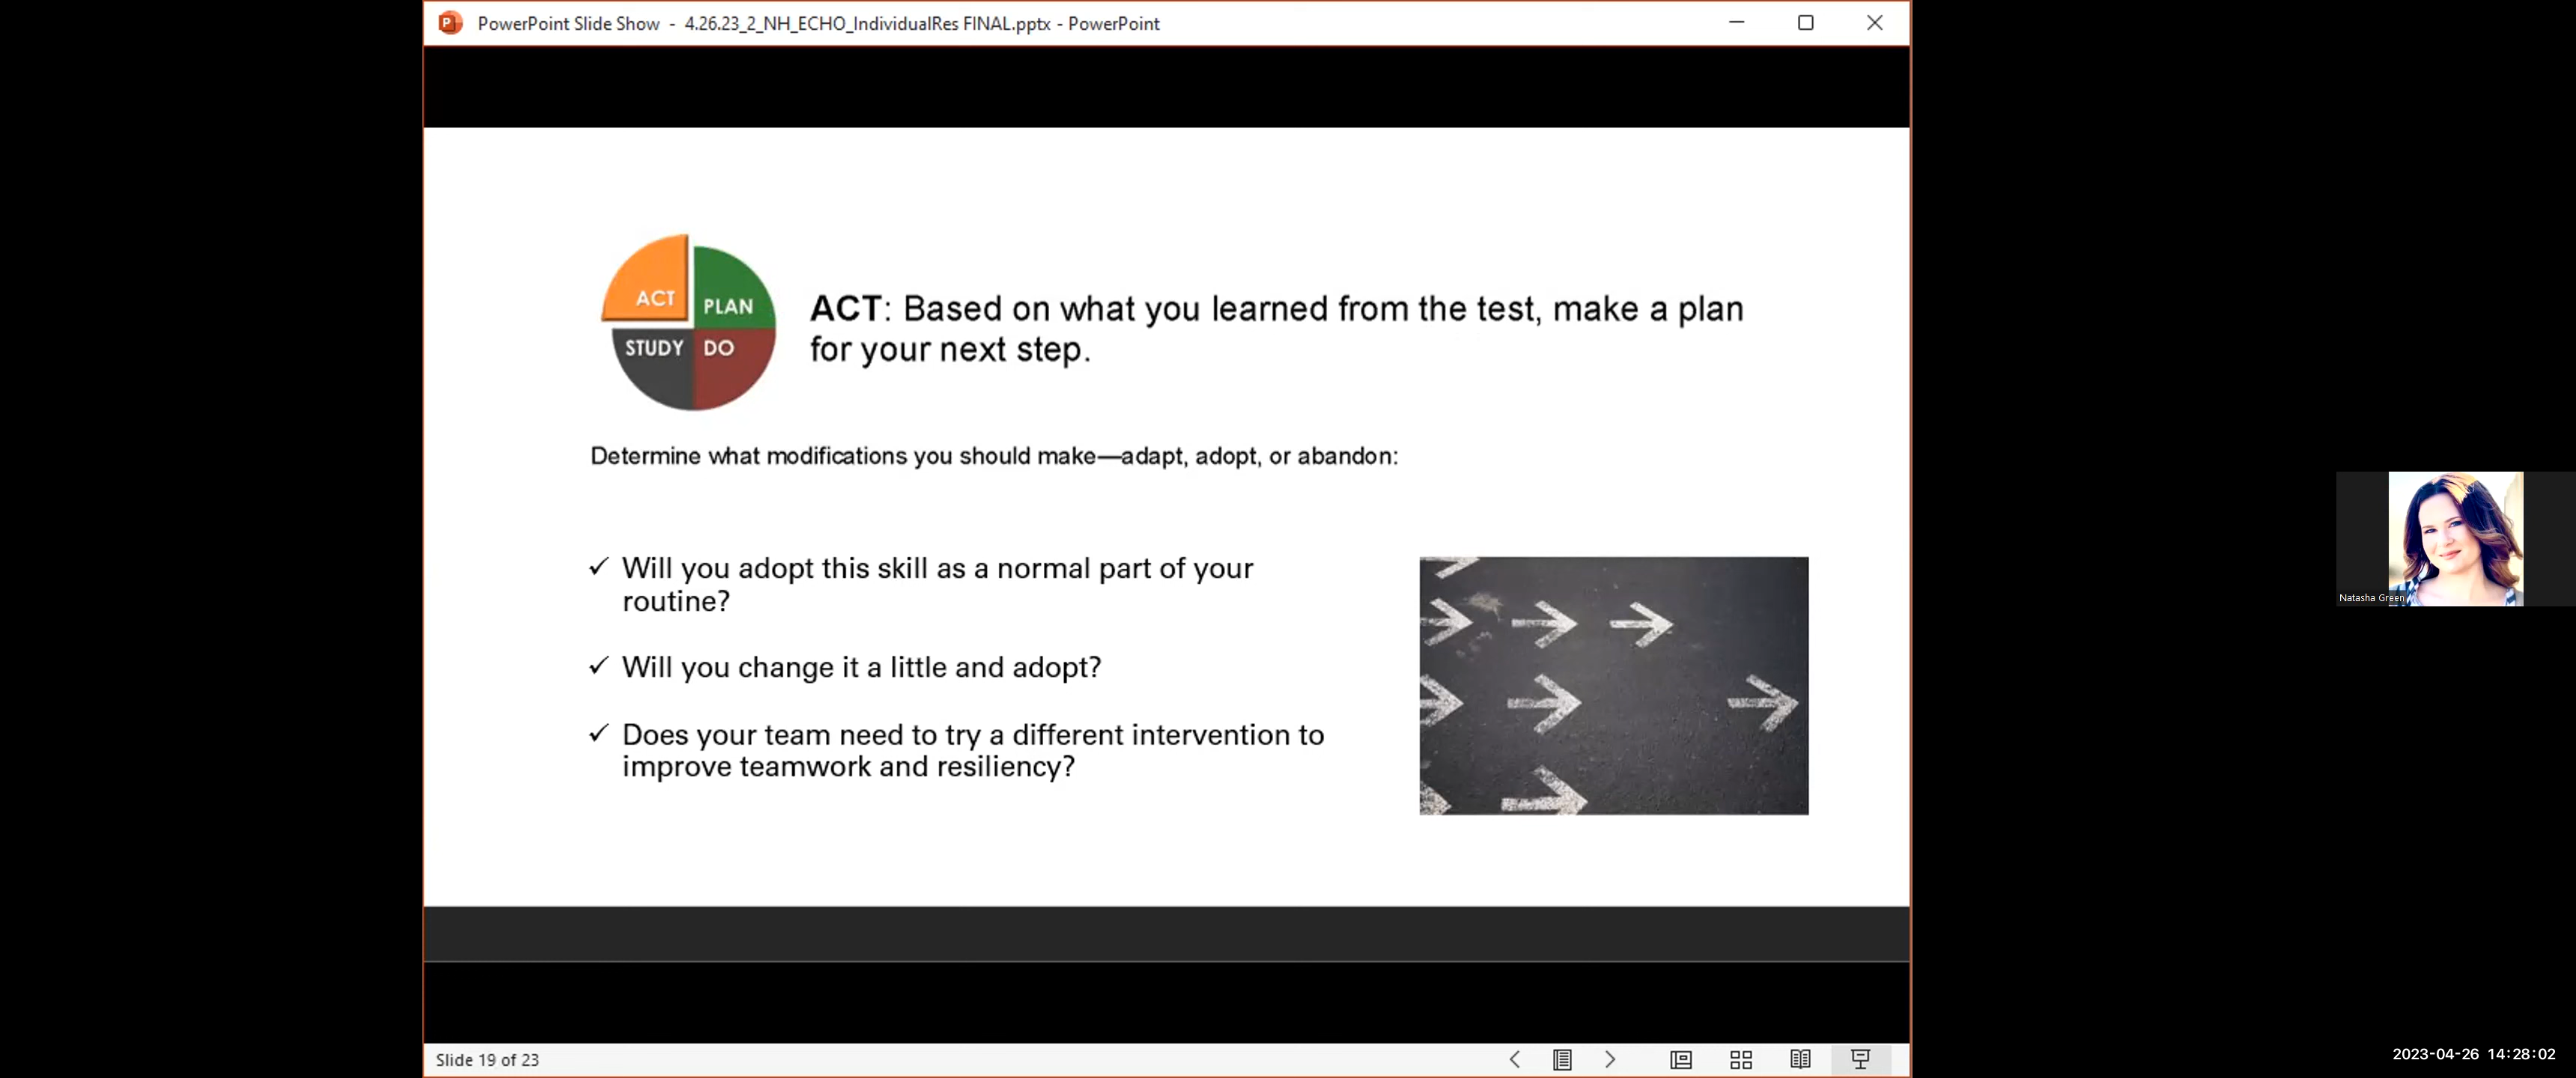 PowerPoint Slide Show - 4.26.23_2_NH_ECHO_IndividualRes FINAL.pptx - PowerPoint
ACT
PLAN
STUDY
DO
ACT: Based on what you learned from the test, make a plan
for your next step.
Determine what modifications you should make—adapt, adopt, or abandon:
✓ Will you adopt this skill as a normal part of your
routine?
✓ Will you change it a little and adopt?
✓ Does your team need to try a different intervention to
improve teamwork and resiliency?
Natasha Green
Slide 19 of 23
2023-04-26 14:28:02